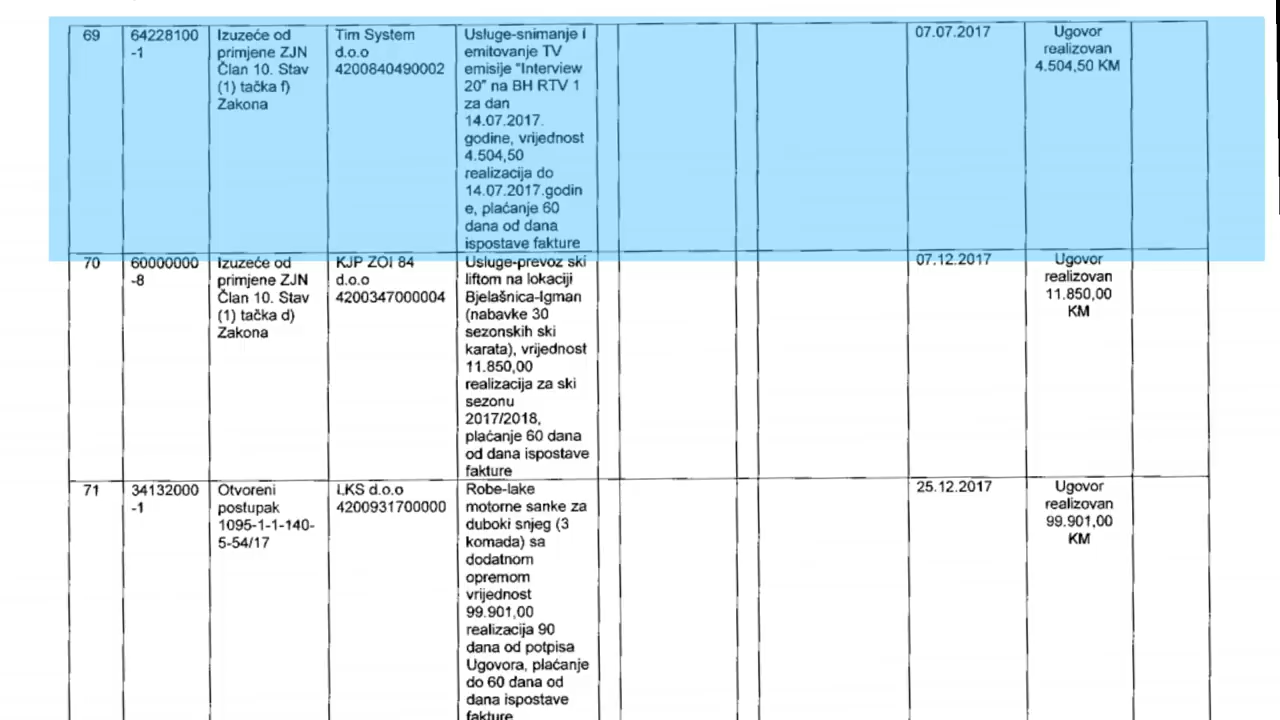 69
64228100
-1
Izuzeće od
primjene ZJN
Član 10. Stav
(1) tačka f)
Zakona
Tim System
d.o.o
4200840490002
Usluge-snimanje i
emitovanje TV
emisije "Interview
20" na BH RTV 1
za dan
14.07.2017.
godine, vrijednost
4.504,50
realizacija do
14.07.2017.godin
e, plaćanje 60
dana od dana
ispostave fakture
07.07.2017
Ugovor
realizovan
4.504,50 KM
70
60000000
-8
Izuzeće od
primjene ZJN
Član 10. Stav
(1) tačka d)
Zakona
KJP ZOI 84
d.o.o
4200347000004
Usluge-prevoz ski
liftom na lokaciji
Bjelašnica-Igman
(nabavke 30
sezonskih ski
karata), vrijednost
11.850,00
realizacija za ski
sezonu
2017/2018,
plaćanje 60 dana
od dana ispostave
fakture
07.12.2017
Ugovor
realizovan
11.850,00
KM
71
34132000
-1
Otvoreni
postupak
1095-1-1-140-
5-54/17
LKS d.o.o
4200931700000
Robe-lake
motorne sanke za
duboki snjeg (3
komada) sa
dodatnom
opremom
vrijednost
99.901,00
realizacija 90
dana od potpisa
Ugovora, plaćanje
do 60 dana od
dana ispostave
fakture
25.12.2017
Ugovor
realizovan
99.901,00
KM